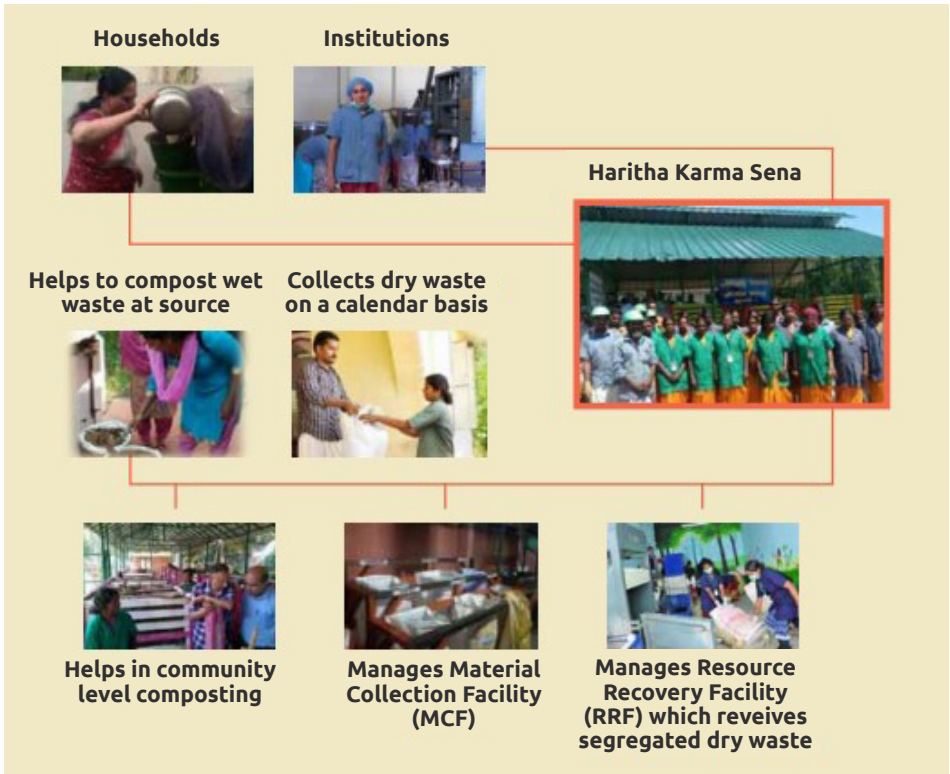 Households
Institutions
Haritha Karma Sena
Helps to compost wet
waste at source
Collects dry waste
on a calendar basis
Helps in community
level composting
Manages Material
Collection Facility
(MCF)
Manages Resource
Recovery Facility
(RRF) which reveives
segregated dry waste